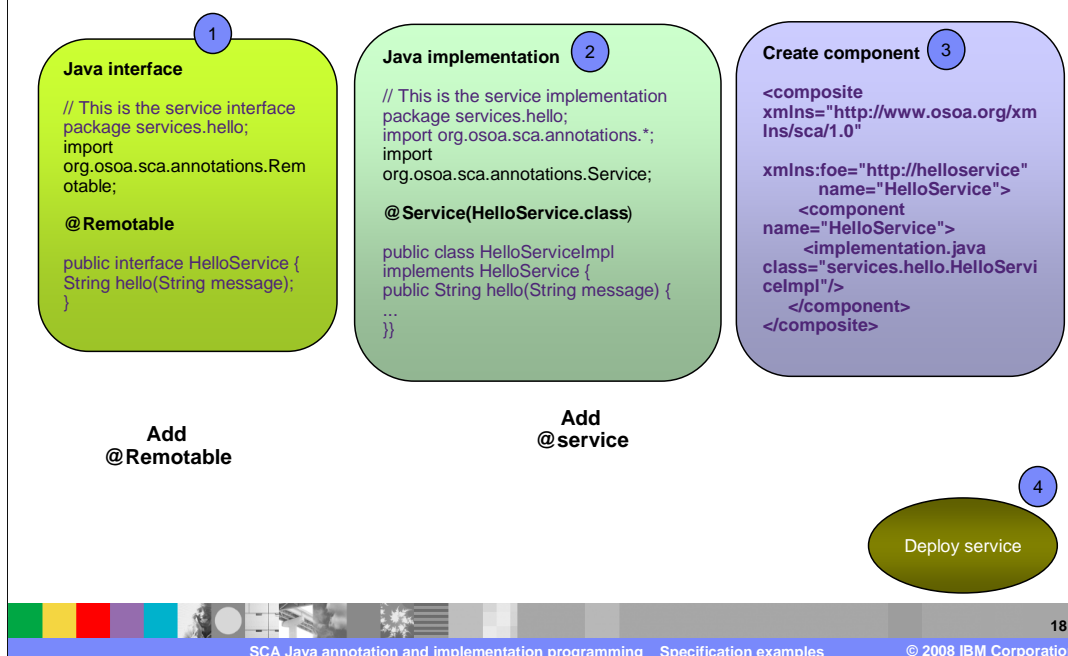 1
Java interface
// This is the service interface
package services.hello;
import
org.osoa.sca.annotations.Rem
otable;
@Remotable
public interface HelloService {
String hello(String message);
}
Add
@Remotable
2
Java implementation
// This is the service implementation
package services.hello;
import org.osoa.sca.annotations.*;
import
org.osoa.sca.annotations.Service;
@Service(HelloService.class)
public class HelloServiceImpl
implements HelloService {
public String hello(String message) {
...
}}
Add
@service
3
Create component
<composite
xmlns="http://www.osoa.org/xm
lns/sca/1.0"
xmlns:foe="http://helloservice"
name="HelloService">
<component
name="HelloService">
<implementation.java
class="services.hello.HelloServi
ceImpl"/>
</component>
</composite>
4
Deploy service
18
SCA Java annotation and implementation programming Specification examples
© 2008 IBM Corporatio